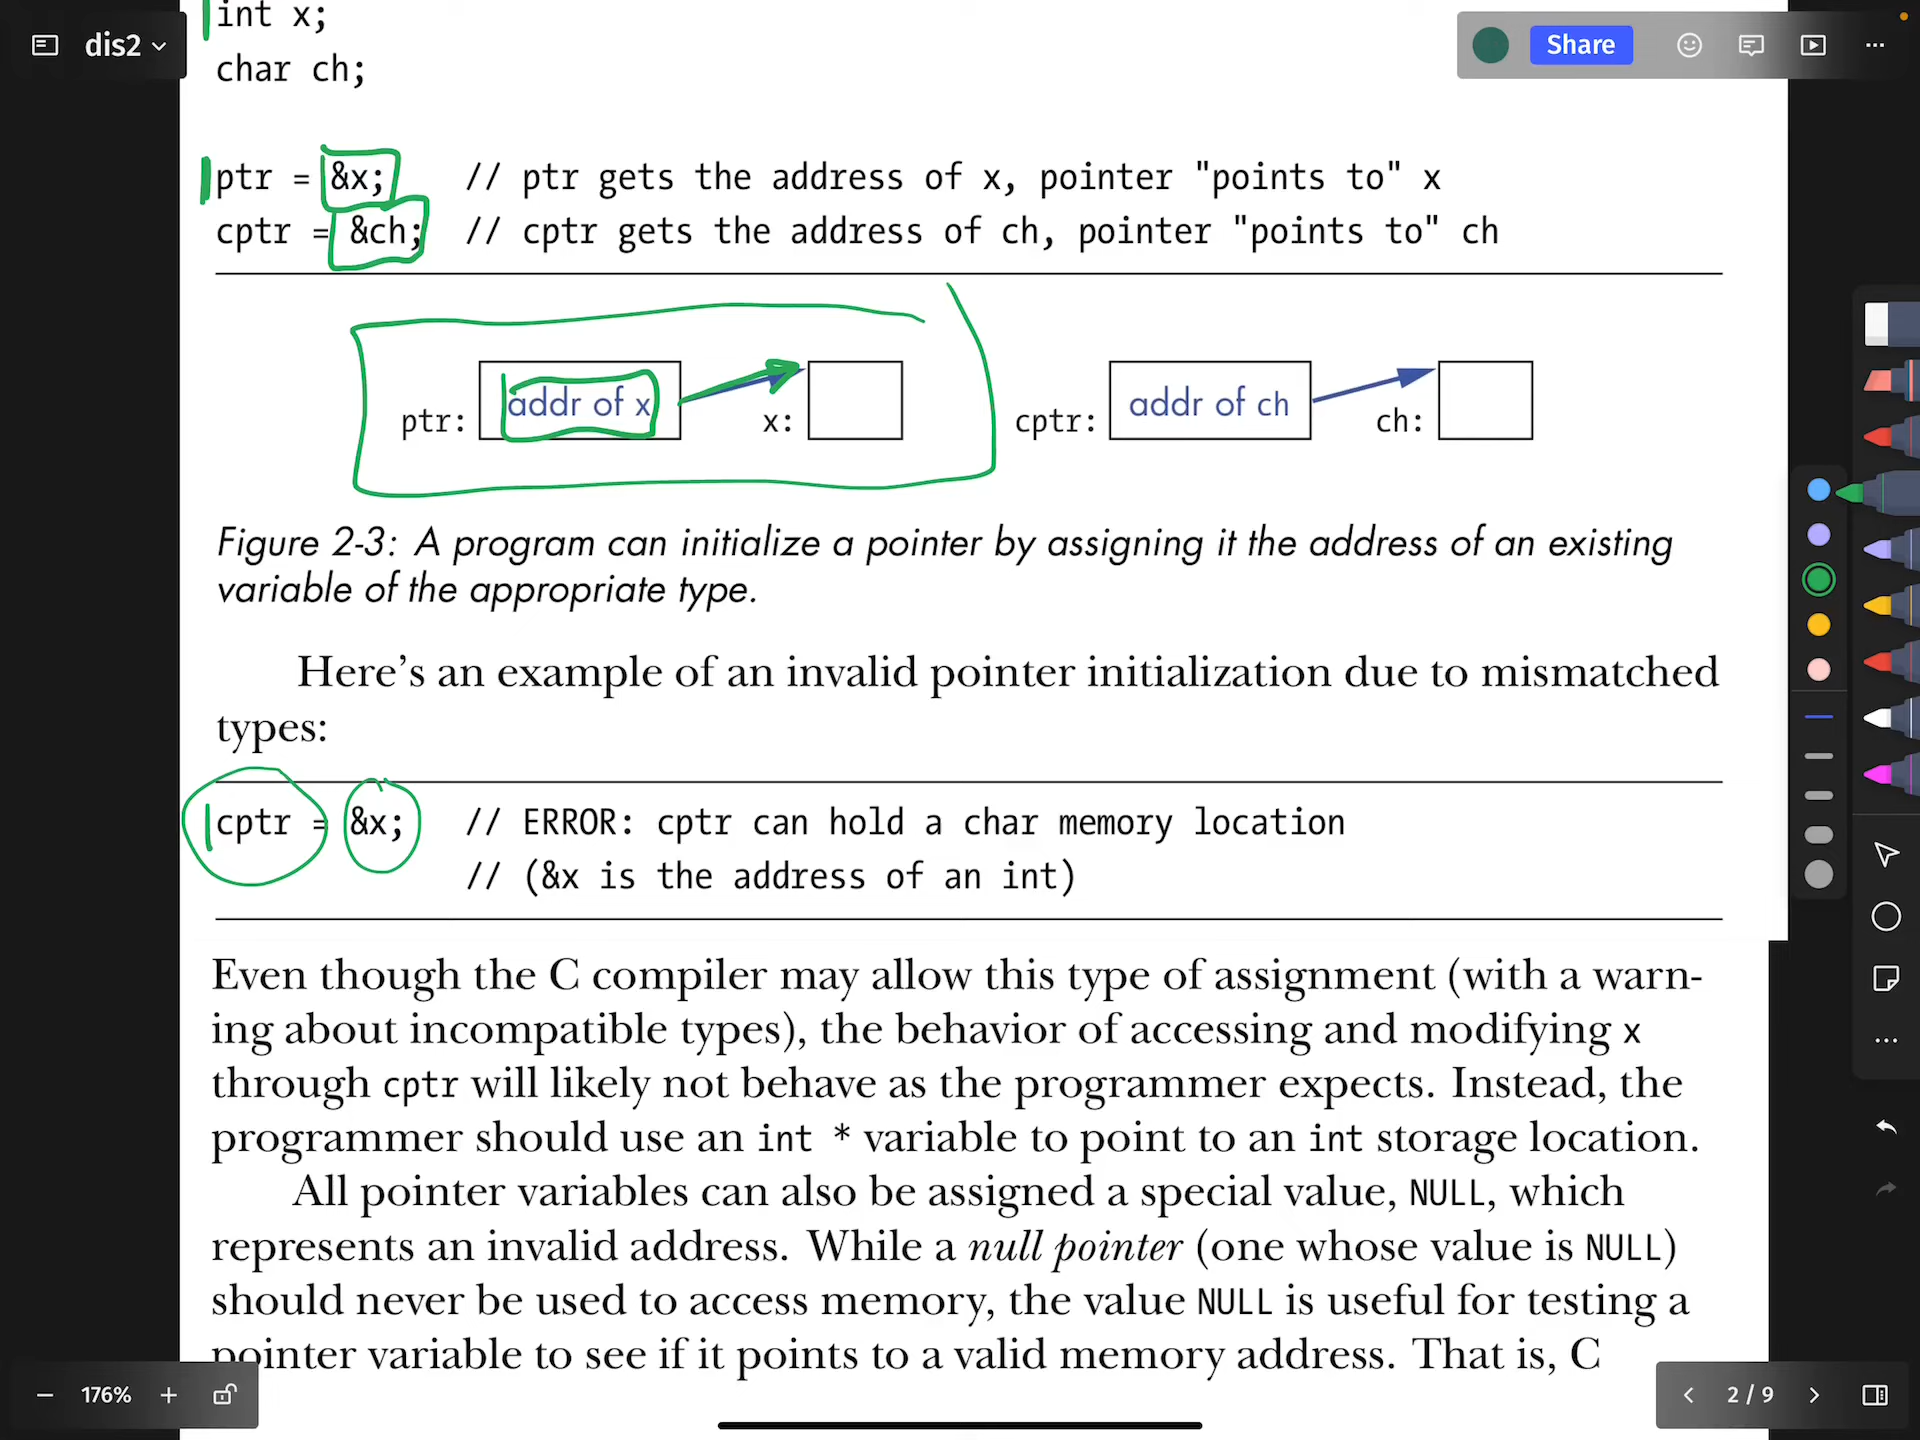 dis2
Share
int x;
char ch;
ptr = &x; // ptr gets the address of x, pointer "points to" x
cptr = &ch; // cptr gets the address of ch, pointer "points to" ch
ptr: addr of x x: cptr: addr of ch ch:
Figure 2-3: A program can initialize a pointer by assigning it the address of an existing
variable of the appropriate type.
Here’s an example of an invalid pointer initialization due to mismatched
types:
cptr = &x; // ERROR: cptr can hold a char memory location
// (&x is the address of an int)
Even though the C compiler may allow this type of assignment (with a warn-
ing about incompatible types), the behavior of accessing and modifying x
through cptr will likely not behave as the programmer expects. Instead, the
programmer should use an int * variable to point to an int storage location.
All pointer variables can also be assigned a special value, NULL, which
represents an invalid address. While a null pointer (one whose value is NULL)
should never be used to access memory, the value NULL is useful for testing a
pointer variable to see if it points to a valid memory address. That is, C
176%
2 / 9